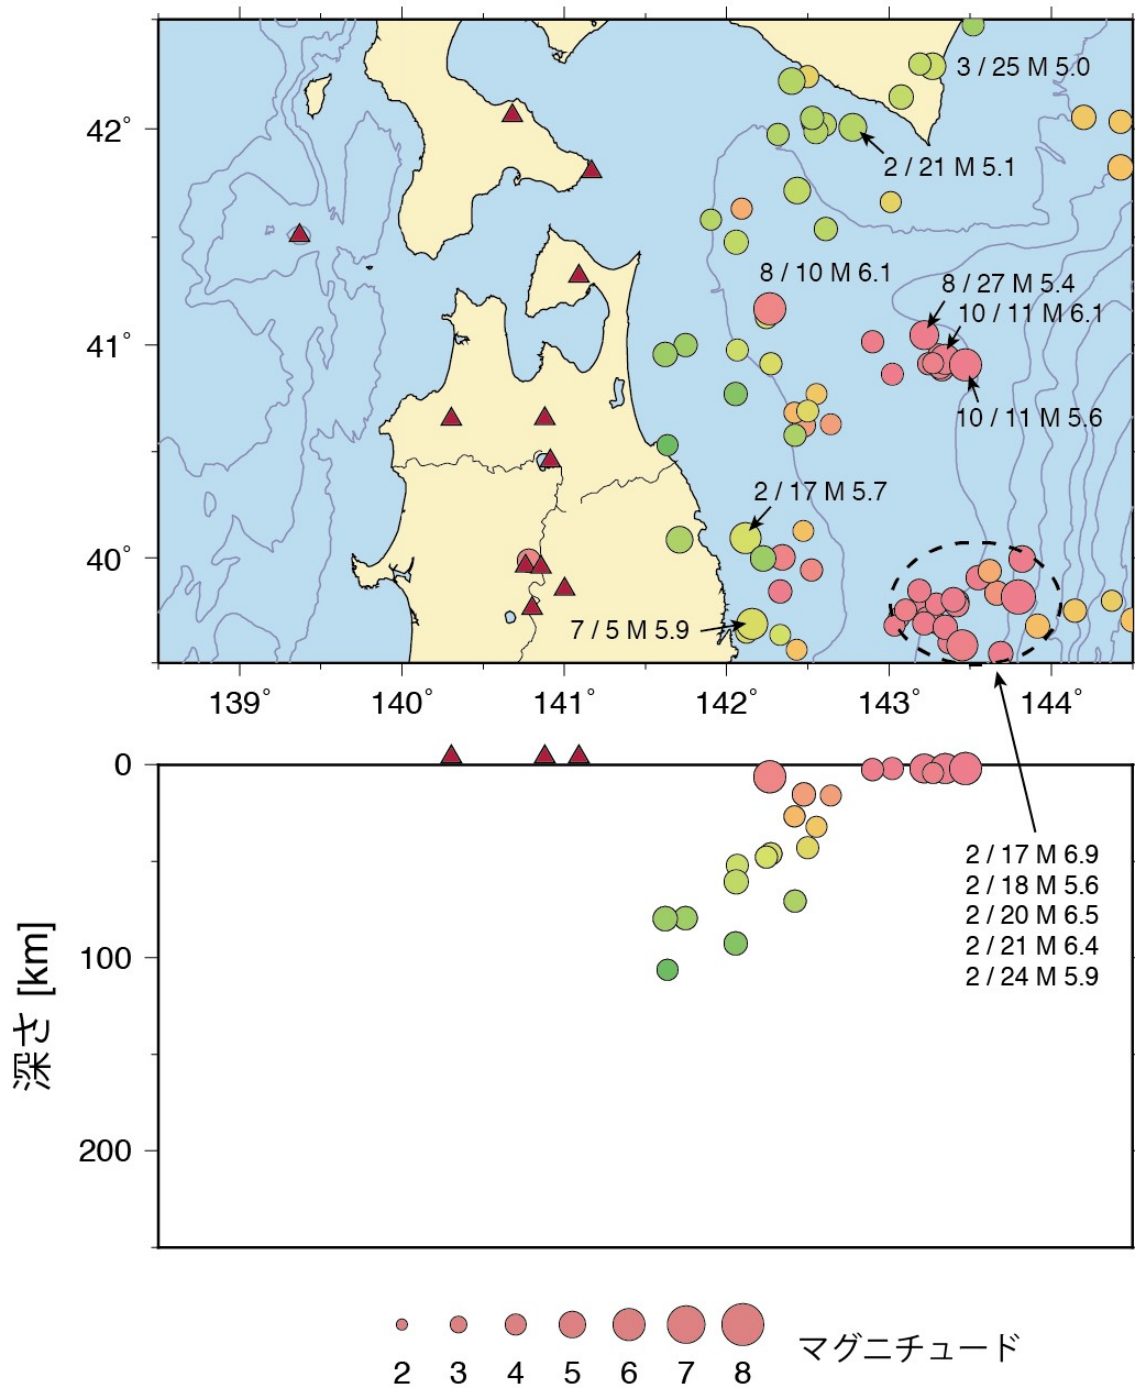 3 / 25 M 5.0
42°
2 / 21 M 5.1
8 / 10 M 6.1
8 / 27 M 5.4
10 / 11 M 6.1
41°
10 / 11 M 5.6
2 / 17 M 5.7
40°
7 / 5 M 5.9
139° 140° 141° 142° 143° 144°
0
2 / 17 M 6.9
2 / 18 M 5.6
2 / 20 M 6.5
2 / 21 M 6.4
2 / 24 M 5.9
100
深さ [km]
200
2 3 4 5 6 7 8 マグニチュード